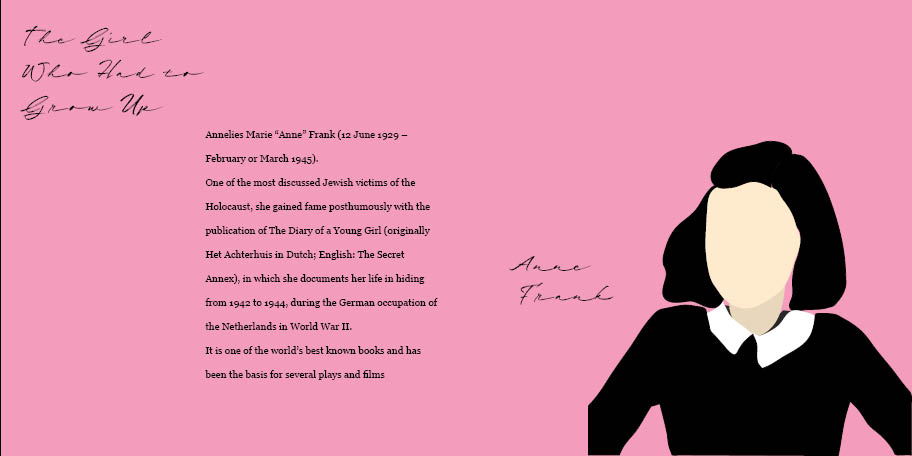 The Girl
Who Had to
Grow Up
Annelies Marie “Anne” Frank (12 June 1929 –
February or March 1945).
One of the most discussed Jewish victims of the
Holocaust, she gained fame posthumously with the
publication of The Diary of a Young Girl (originally
Het Achterhuis in Dutch; English: The Secret
Annex), in which she documents her life in hiding
from 1942 to 1944, during the German occupation of
the Netherlands in World War II.
It is one of the world’s best known books and has
been the basis for several plays and films
Anne
Frank